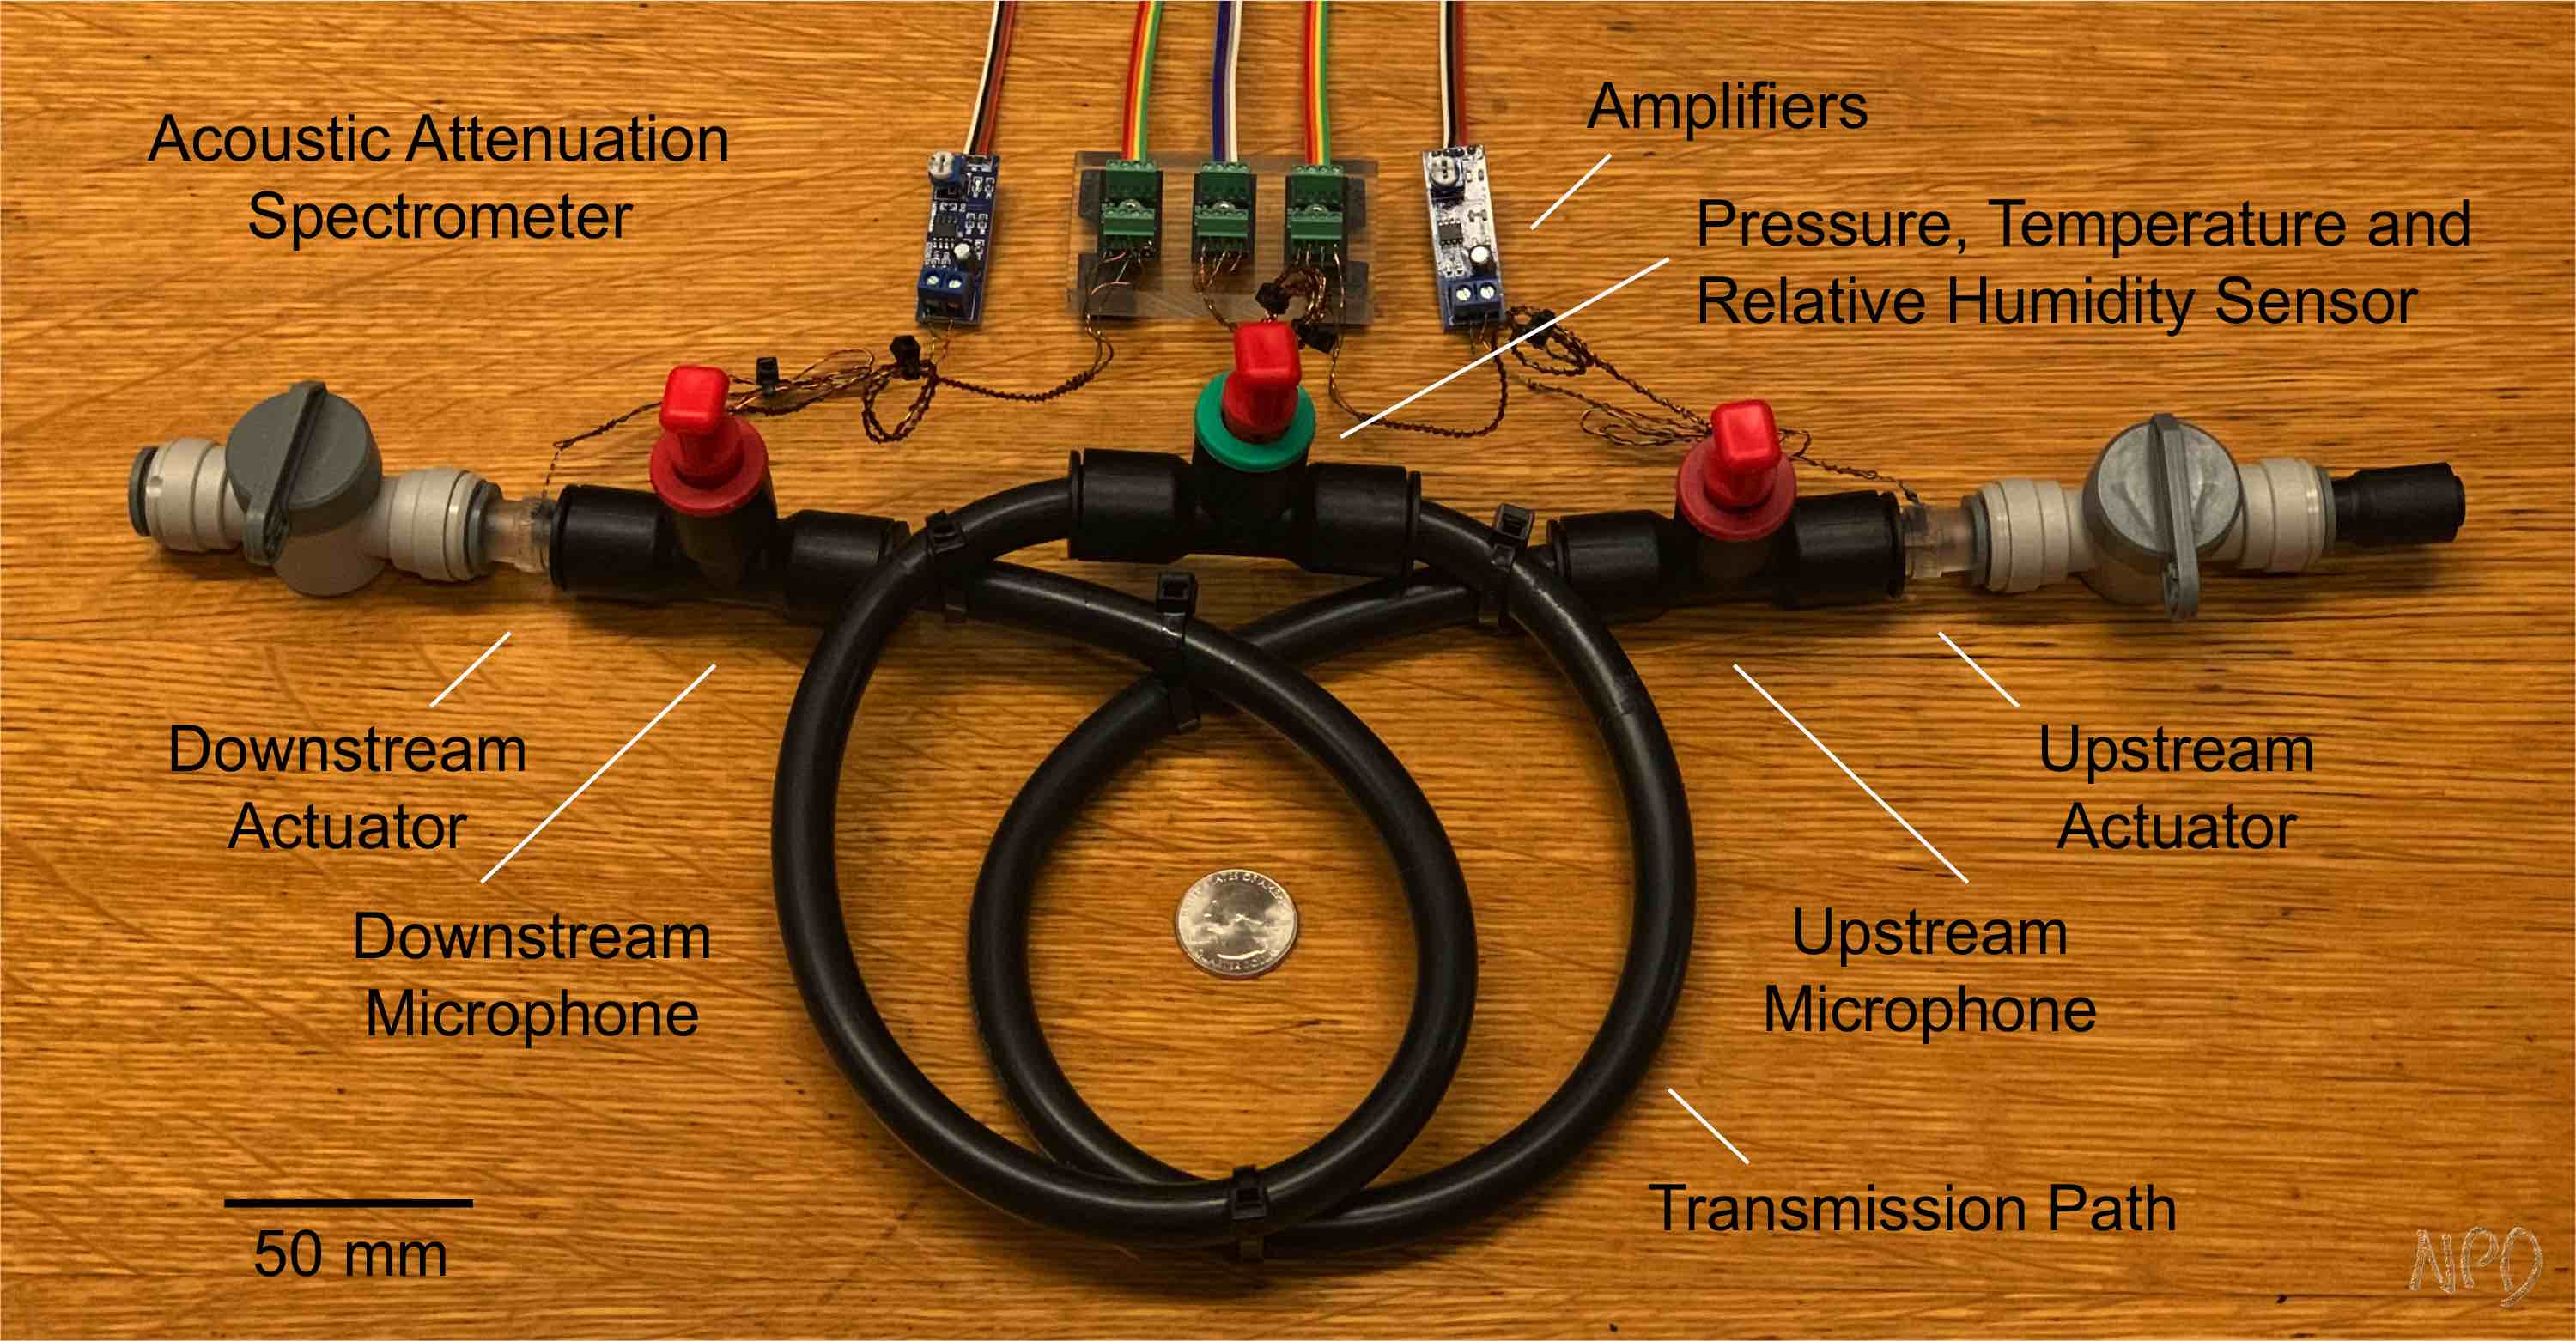 Acoustic Attenuation
Spectrometer
Amplifiers
Pressure, Temperature and
Relative Humidity Sensor
Downstream
Actuator
Downstream
Microphone
Upstream
Actuator
Upstream
Microphone
Transmission Path
50 mm
NPD